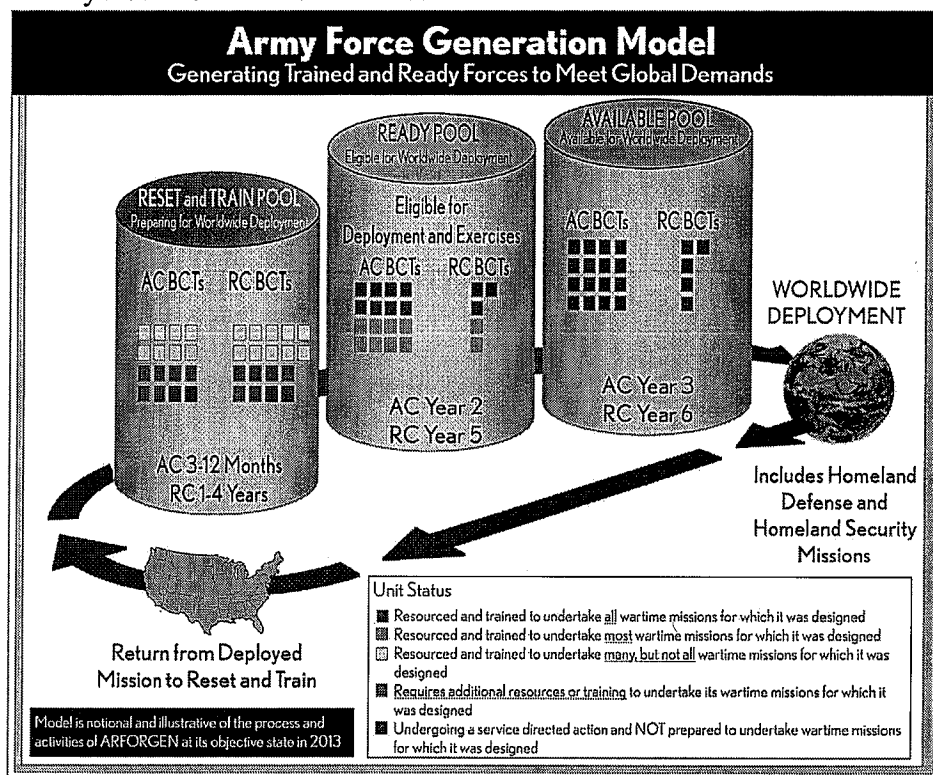 Army Force Generation Model
Generating Trained and Ready Forces to Meet Global Demands
RESET and TRAIN POOL
Preparing for Worldwide Deployment
AC BCTs RC BCTs
AC 3-12 Months
RC 1-4 Years
READY POOL
Eligible for Worldwide Deployment
Eligible for
Deployment and Exercises
AC BCTs RC BCTs
AC Year 2
RC Year 5
AVAILABLE POOL
Available for Worldwide Deployment
AC BCTs RC BCTs
AC Year 3
RC Year 6
WORLDWIDE
DEPLOYMENT
Includes Homeland
Defense and
Homeland Security
Missions
Return from Deployed
Mission to Reset and Train
Model is notional and illustrative of the process and
activities of ARFORGEN at its objective state in 2013
Unit Status
Resourced and trained to undertake all wartime missions for which it was designed
Resourced and trained to undertake most wartime missions for which it was designed
Resourced and trained to undertake many, but not all wartime missions for which it was
designed
Requires additional resources or training to undertake its wartime missions for which it
was designed
Undergoing a service directed action and NOT prepared to undertake wartime missions
for which it was designed